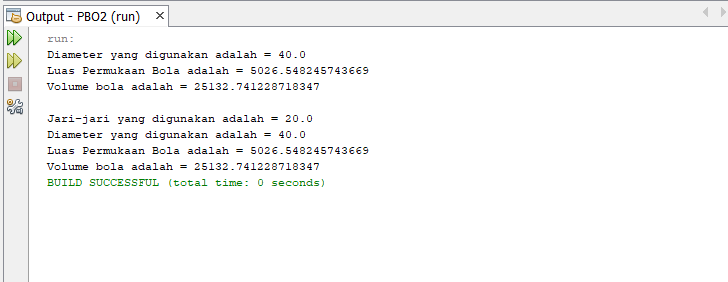 Output - PBO2 (run)
run:
Diameter yang digunakan adalah = 40.0
Luas Permukaan Bola adalah = 5026.548245743669
Volume bola adalah = 25132.741228718347
Jari-jari yang digunakan adalah = 20.0
Diameter yang digunakan adalah = 40.0
Luas Permukaan Bola adalah = 5026.548245743669
Volume bola adalah = 25132.741228718347
BUILD SUCCESSFUL (total time: 0 seconds)